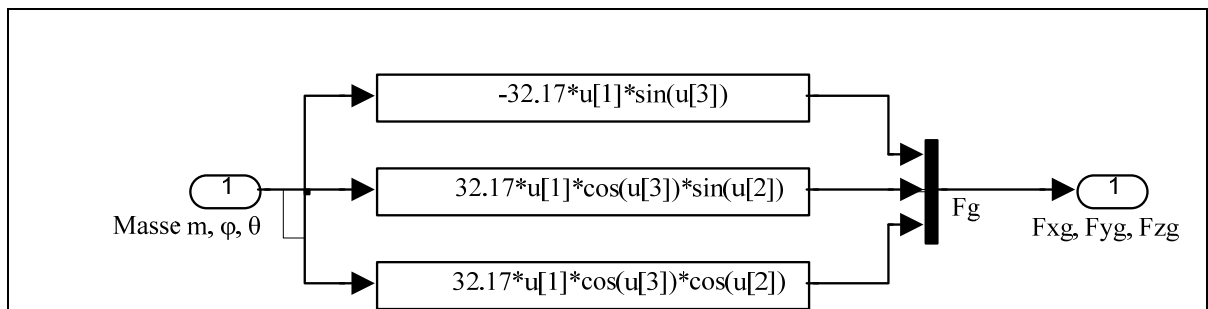 -32.17*u[1]*sin(u[3])
1
32.17*u[1]*cos(u[3])*sin(u[2])
1
Masse m, φ, θ
Fg
Fxg, Fyg, Fzg
32.17*u[1]*cos(u[3])*cos(u[2])